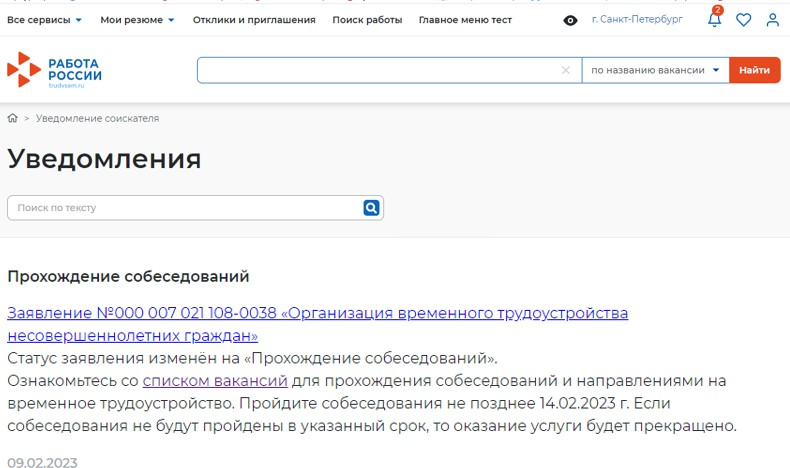 Все сервисы Мои резюме Отклики и приглашения Поиск работы Главное меню тест г. Санкт-Петербург 2
РАБОТА
РОССИИ
trudvsem.ru
по названию вакансии Найти
> Уведомление соискателя
Уведомления
Поиск по тексту
Прохождение собеседований
Заявление №000 007 021 108-0038 «Организация временного трудоустройства
несовершеннолетних граждан»
Статус заявления изменён на «Прохождение собеседований».
Ознакомьтесь со списком вакансий для прохождения собеседований и направлениями на
временное трудоустройство. Пройдите собеседования не позднее 14.02.2023 г. Если
собеседования не будут пройдены в указанный срок, то оказание услуги будет прекращено.
09.02.2023